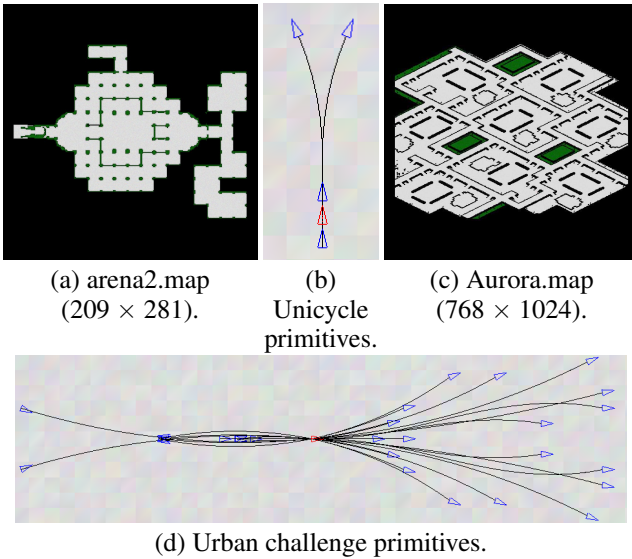 (a) arena2.map
(209 × 281).
(b)
Unicycle
primitives.
(c) Aurora.map
(768 × 1024).
(d) Urban challenge primitives.